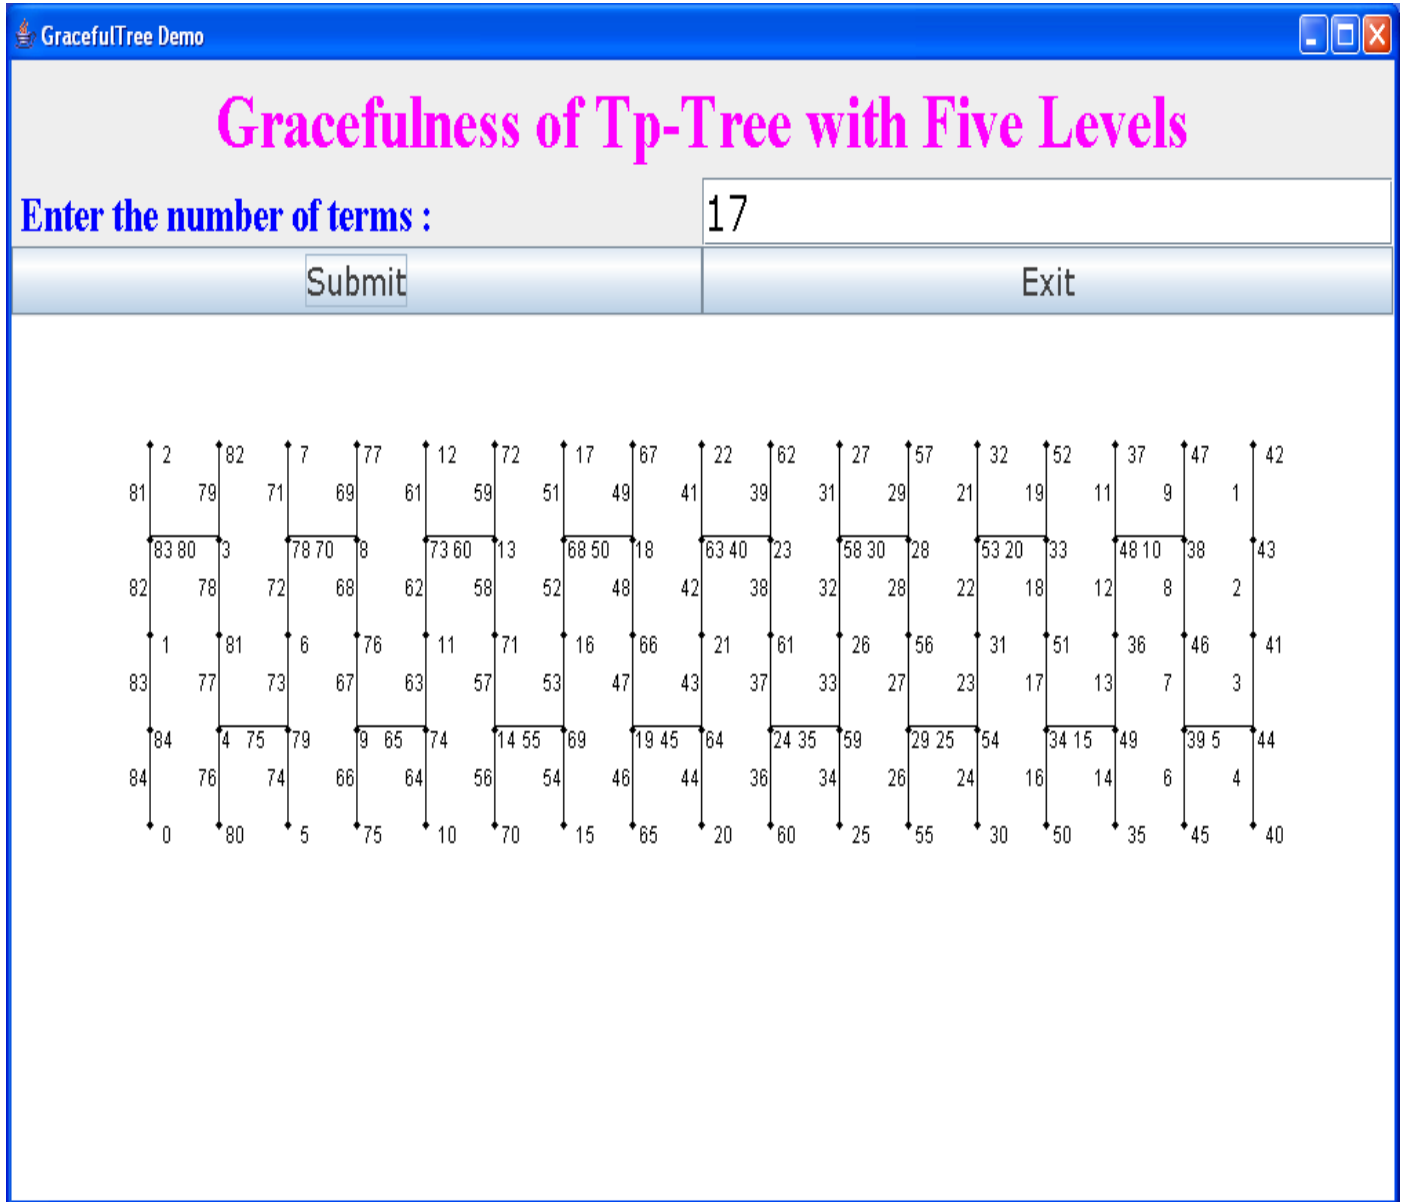 GracefulTree Demo
Gracefulness of Tp-Tree with Five Levels
Enter the number of terms :
17
Submit
Exit
2 82 7 77 12 72 17 67 22 62 27 57 32 52 37 47 42
81 79 71 69 61 59 51 49 41 39 31 29 21 19 11 9 1
83 80 3 78 70 8 73 60 13 68 50 18 63 40 23 58 30 28 53 20 33 48 10 38 43
82 78 72 68 62 58 52 48 42 38 32 28 22 18 12 8 2
1 81 6 76 11 71 16 66 21 61 26 56 31 51 36 46 41
83 77 73 67 63 57 53 47 43 37 33 27 23 17 13 7 3
84 4 75 79 9 65 74 14 55 69 19 45 64 24 35 59 29 25 54 34 15 49 39 5 44
84 76 74 66 64 56 54 46 44 36 34 26 24 16 14 6 4
0 80 5 75 10 70 15 65 20 60 25 55 30 50 35 45 40